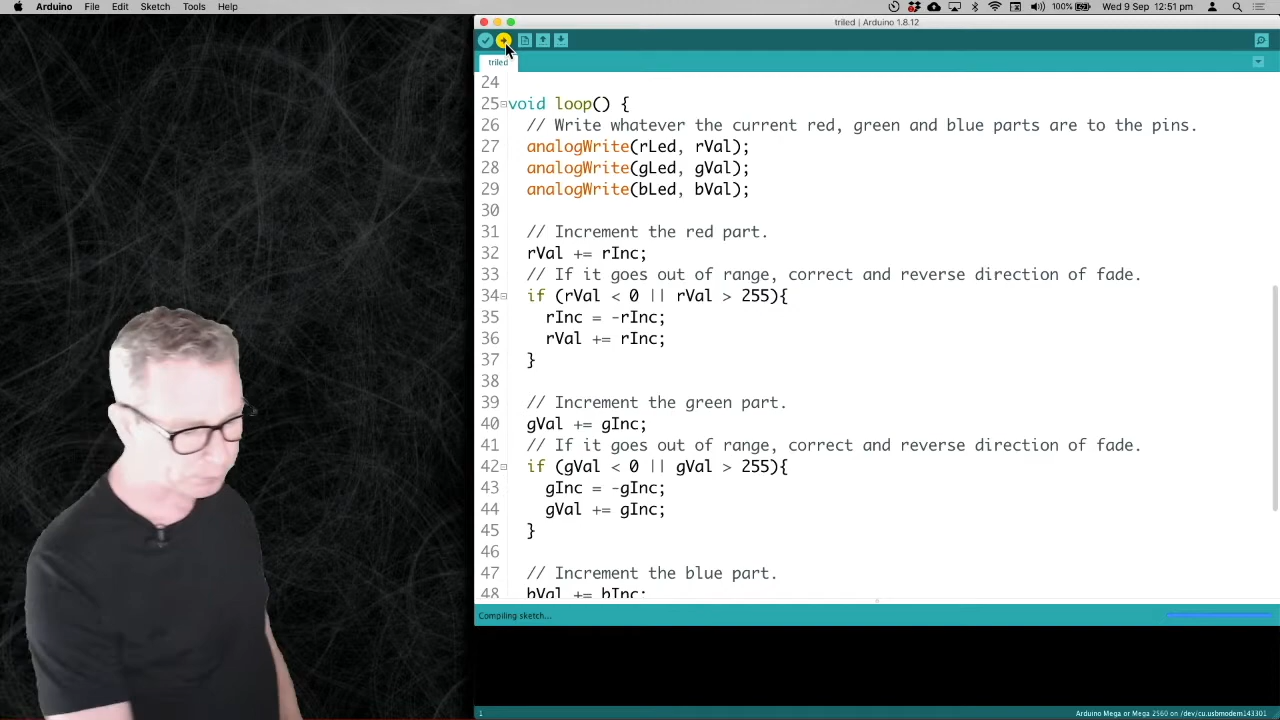 Arduino File Edit Sketch Tools Help
100% Wed 9 Sep 12:51 pm
triled | Arduino 1.8.12
triled
24
25 void loop() {
26 // Write whatever the current red, green and blue parts are to the pins.
27 analogWrite(rLed, rVal);
28 analogWrite(gLed, gVal);
29 analogWrite(bLed, bVal);
30
31 // Increment the red part.
32 rVal += rInc;
33 // If it goes out of range, correct and reverse direction of fade.
34 if (rVal < 0 || rVal > 255){
35 rInc = -rInc;
36 rVal += rInc;
37 }
38
39 // Increment the green part.
40 gVal += gInc;
41 // If it goes out of range, correct and reverse direction of fade.
42 if (gVal < 0 || gVal > 255){
43 gInc = -gInc;
44 gVal += gInc;
45 }
46
47 // Increment the blue part.
48 bVal += bInc;
Compiling sketch...
1
Arduino Mega or Mega 2560 on /dev/cu.usbmodem143301